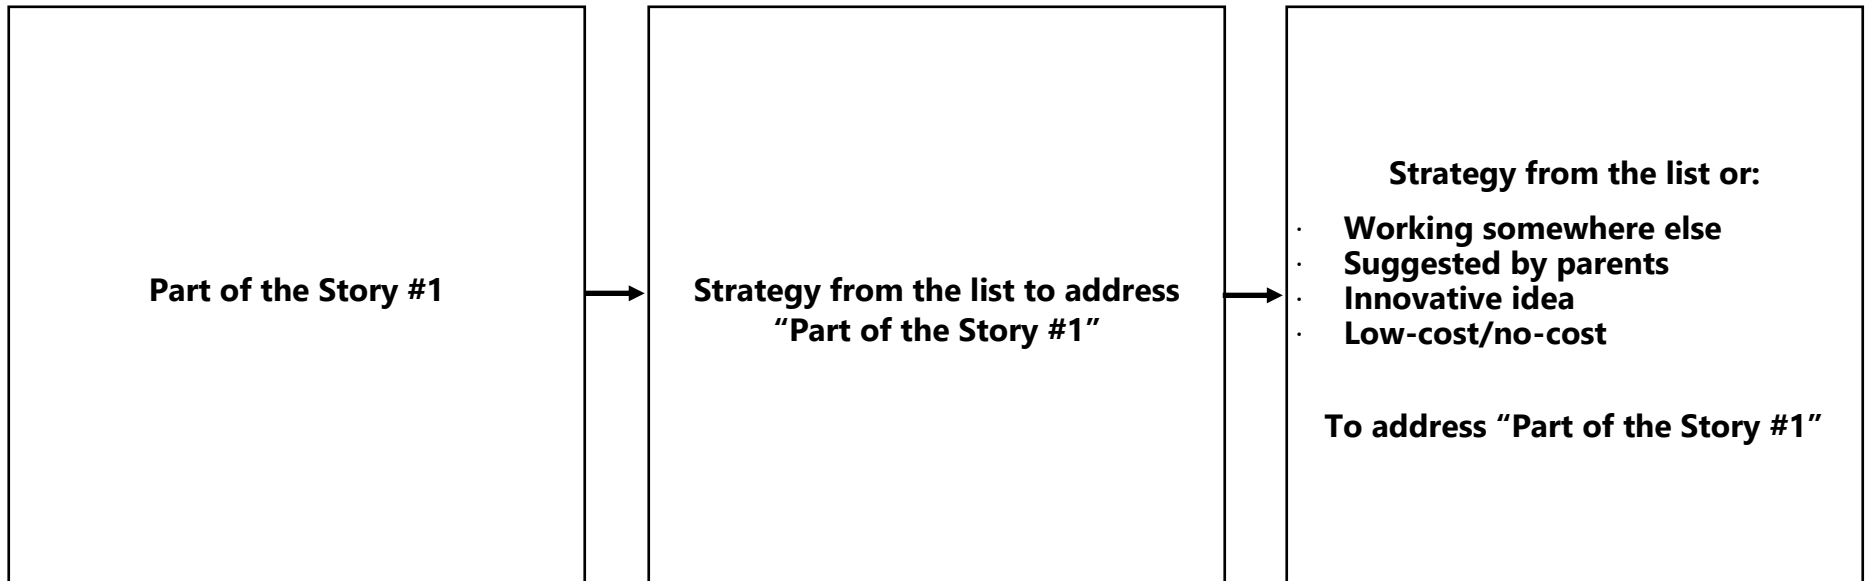 Part of the Story #1
Strategy from the list to address
“Part of the Story #1”
Strategy from the list or:
· Working somewhere else
· Suggested by parents
· Innovative idea
· Low-cost/no-cost
To address “Part of the Story #1”